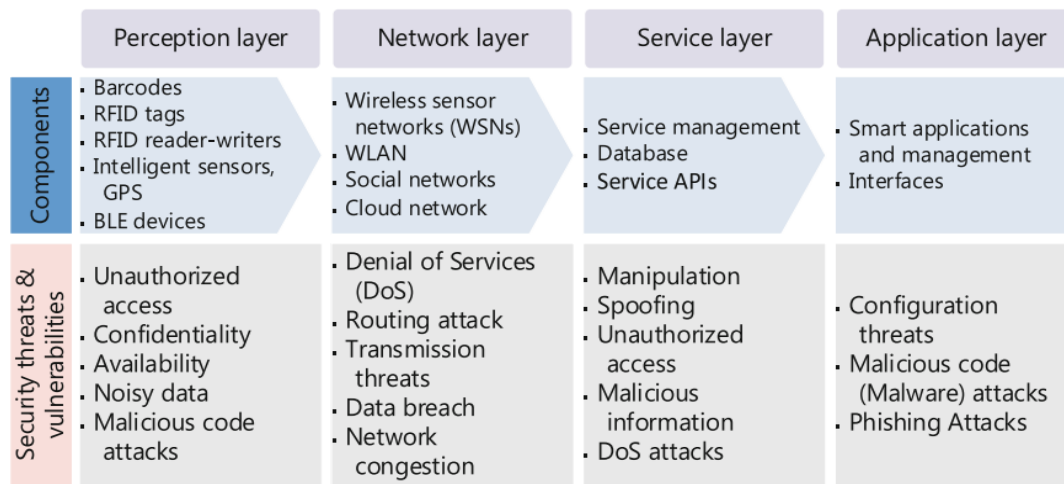 Perception layer
Network layer
Service layer
Application layer
Components
• Barcodes
• RFID tags
• RFID reader-writers
• Intelligent sensors,
GPS
• BLE devices
• Wireless sensor
networks (WSNs)
• WLAN
• Social networks
• Cloud network
• Service management
• Database
• Service APIs
• Smart applications
and management
• Interfaces
Security threats &
vulnerabilities
• Unauthorized
access
• Confidentiality
• Availability
• Noisy data
• Malicious code
attacks
• Denial of Services
(DoS)
• Routing attack
• Transmission
threats
• Data breach
• Network
congestion
• Manipulation
• Spoofing
• Unauthorized
access
• Malicious
information
• DoS attacks
• Configuration
threats
• Malicious code
(Malware) attacks
• Phishing Attacks